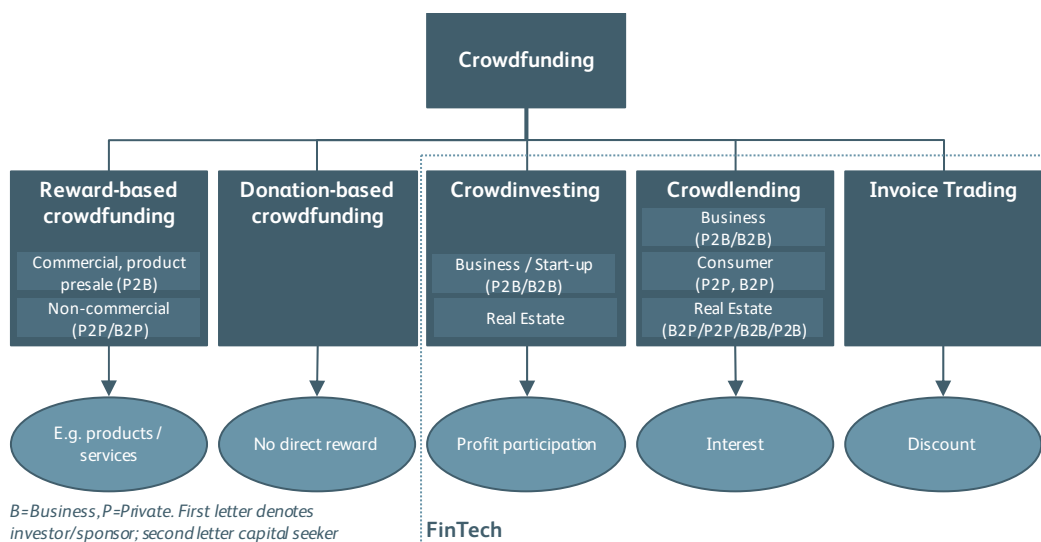 Crowdfunding
Reward-based
crowdfunding
Commercial, product
presale (P2B)
Non-commercial
(P2P/B2P)
Donation-based
crowdfunding
Crowdinvesting
Business / Start-up
(P2B/B2B)
Real Estate
Crowdlending
Business
(P2B/B2B)
Consumer
(P2P, B2P)
Real Estate
(B2P/P2P/B2B/P2B)
Invoice Trading
E.g. products /
services
No direct reward
Profit participation
Interest
Discount
B=Business, P=Private. First letter denotes
investor/sponsor; second letter capital seeker
FinTech